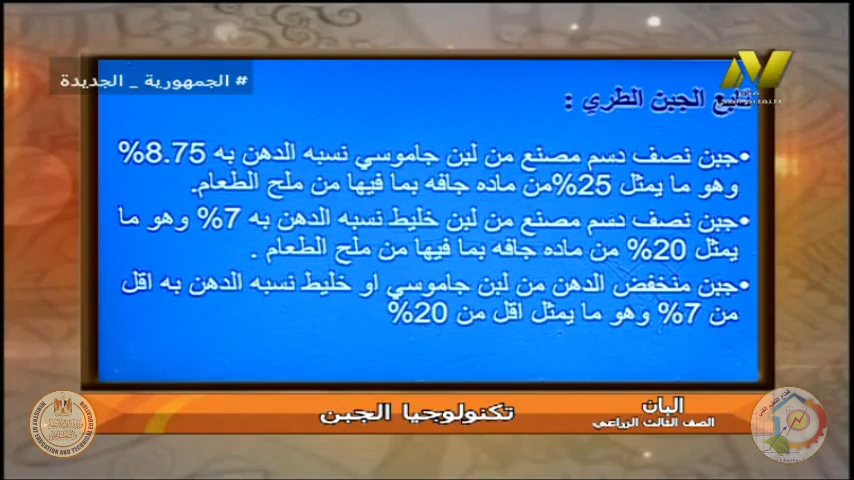 # الجمهورية _ الجديدة
تابع الجبن الطري :
•جبن نصف دسم مصنع من لبن جاموسي نسبه الدهن به 8.75%
وهو ما يمثل 25%من ماده جافه بما فيها من ملح الطعام.
•جبن نصف دسم مصنع من لبن خليط نسبه الدهن به 7% وهو ما
يمثل 20% من ماده جافه بما فيها من ملح الطعام .
•جبن منخفض الدهن من لبن جاموسي او خليط نسبه الدهن به اقل
من 7% وهو ما يمثل اقل من 20%
البان
الصف الثالث الزراعي
تكنولوجيا الجبن